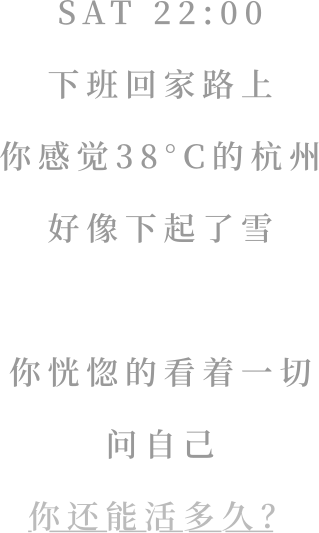 SAT 22:00
下班回家路上
你感觉38°C的杭州
好像下起了雪
你恍惚的看着一切
问自己
你还能活多久?